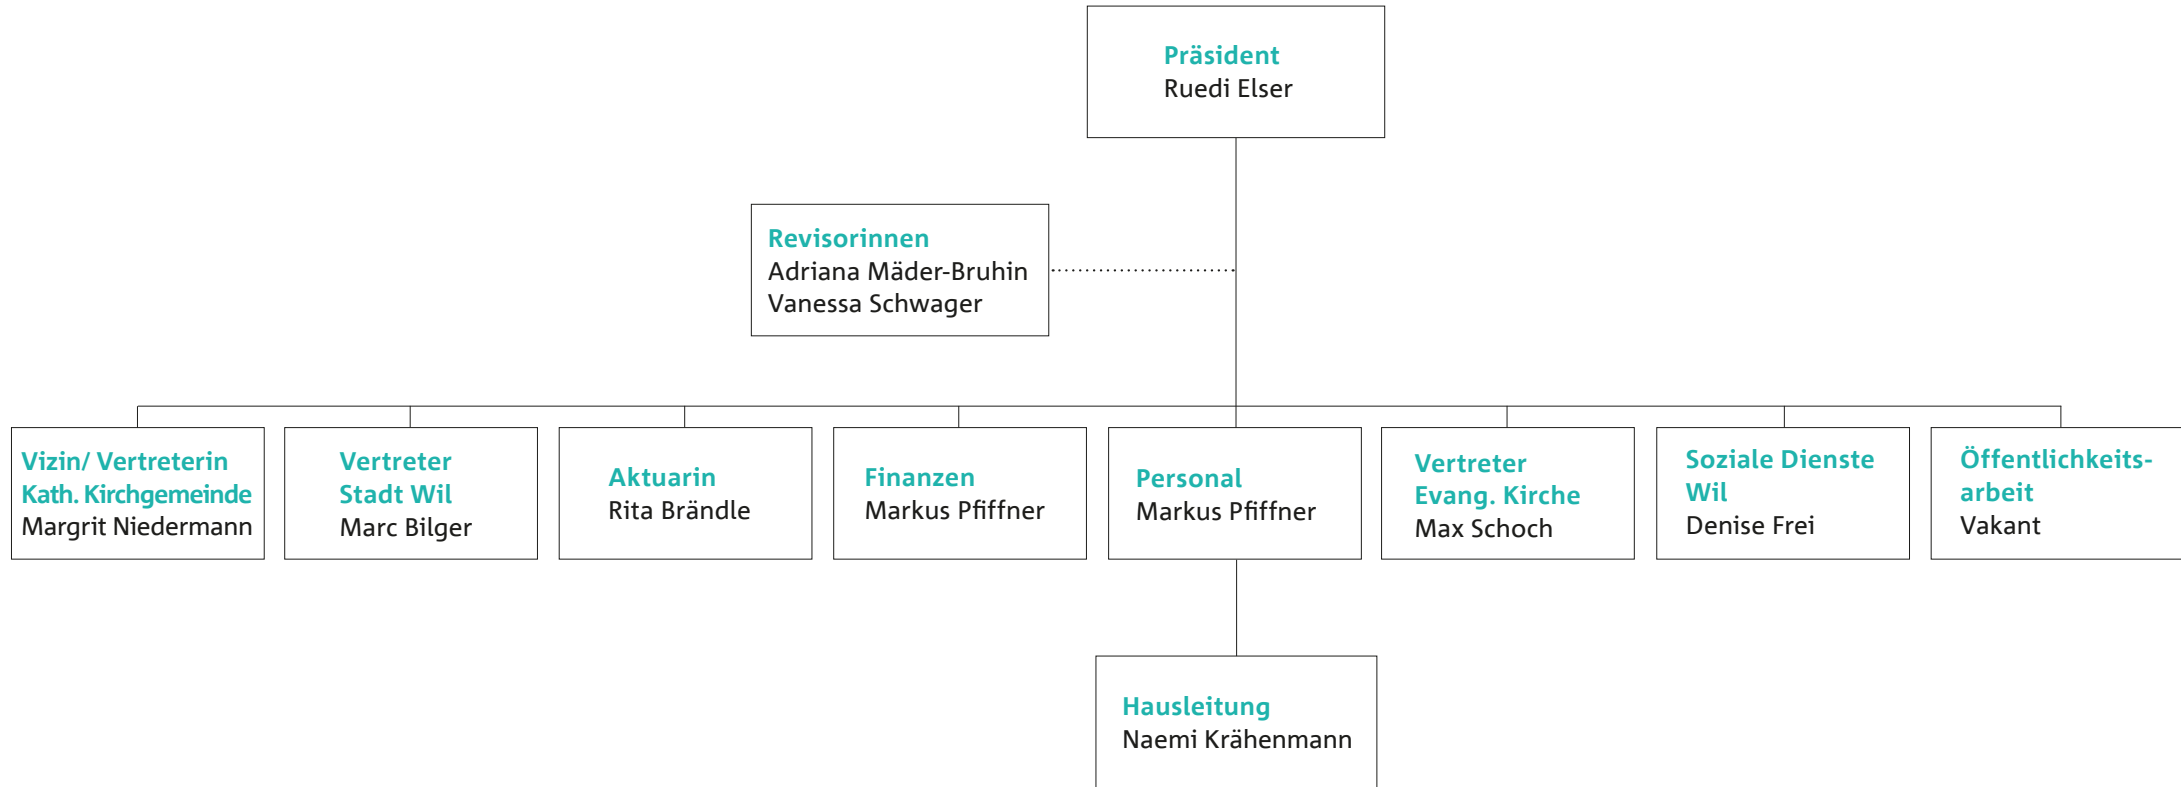 Präsident
Ruedi Elser
Revisorinnen
Adriana Mäder-Bruhin
Vanessa Schwager
Vizin/ Vertreterin
Kath. Kirchgemeinde
Margrit Niedermann
Vertreter
Stadt Wil
Marc Bilger
Aktuarin
Rita Brändle
Finanzen
Markus Pfiffner
Personal
Markus Pfiffner
Vertreter
Evang. Kirche
Max Schoch
Soziale Dienste
Wil
Denise Frei
Öffentlichkeits-
arbeit
Vakant
Hausleitung
Naemi Krähenmann